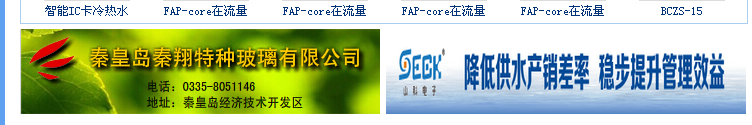 智能IC卡冷热水 FAP-core在流量 FAP-core在流量 FAP-core在流量 FAP-core在流量 BCZS-15
秦皇岛秦翔特种玻璃有限公司
电话：0335-8051146
地址：秦皇岛经济技术开发区
SECK
山科电子
降低供水产销差率 稳步提升管理效益